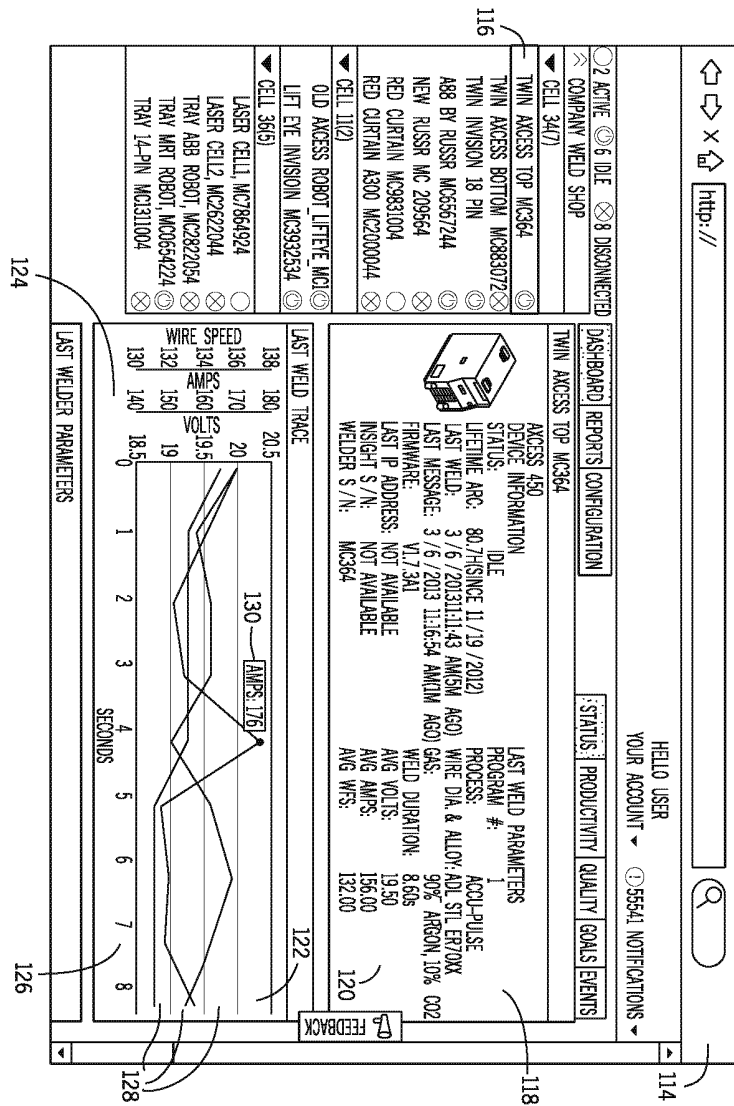 http://
114
HELLO USER
YOUR ACCOUNT
55541 NOTIFICATIONS
2 ACTIVE 6 IDLE 8 DISCONNECTED
COMPANY WELD SHOP
CELL 34(7)
116
TWIN AXCESS TOP MC364
TWIN AXCESS BOTTOM MC883072
TWIN INVISION 18 PIN
A88 BY RUSSR MC6567244
NEW RUSSR MC 209564
RED CURTAIN MC9831004
RED CURTAIN A300 MC2000044
CELL 11(2)
OLD AXCESS ROBOT_LIFTEYE_MC1
LIFT EYE INVISIOIN MC3932534
CELL 36(5)
LASER CELL1, MC7864924
LASER CELL2, MC2622044
TRAY ABB ROBOT, MC2822054
TRAY MRT ROBOT, MC0654224
TRAY 14-PIN MC1311004
DASHBOARD REPORTS CONFIGURATION
STATUS: PRODUCTIVITY QUALITY GOALS EVENTS
TWIN AXCESS TOP MC364
AXCESS 450
DEVICE INFORMATION
STATUS: IDLE
LIFETIME ARC: 80.7H(SINCE 11 /19 /2012)
LAST WELD: 3 /6 /201311:11:43 AM(5M AGO)
LAST MESSAGE: 3 /6 /2013 11:16:54 AM(1M AGO)
FIRMWARE: V1.7.3A1
LAST IP ADDRESS: NOT AVAILABLE
INSIGHT S /N: NOT AVAILABLE
WELDER S /N: MC364
LAST WELD PARAMETERS
PROGRAM #: 1
PROCESS: ACCU-PULSE
WIRE DIA. & ALLOY: ADL STL ER70XX
GAS: 90% ARGON, 10% CO2
WELD DURATION: 8.60s
AVG VOLTS: 19.50
AVG AMPS: 156.00
AVG WFS: 132.00
118
120
FEEDBACK
LAST WELD TRACE
122
WIRE SPEED
138
136
134
132
130
AMPS
180
170
160
150
140
VOLTS
20.5
20
19.5
19
18.5
130
AMPS: 176
0 1 2 3 4 5 6 7 8
SECONDS
124
126
128
LAST WELDER PARAMETERS